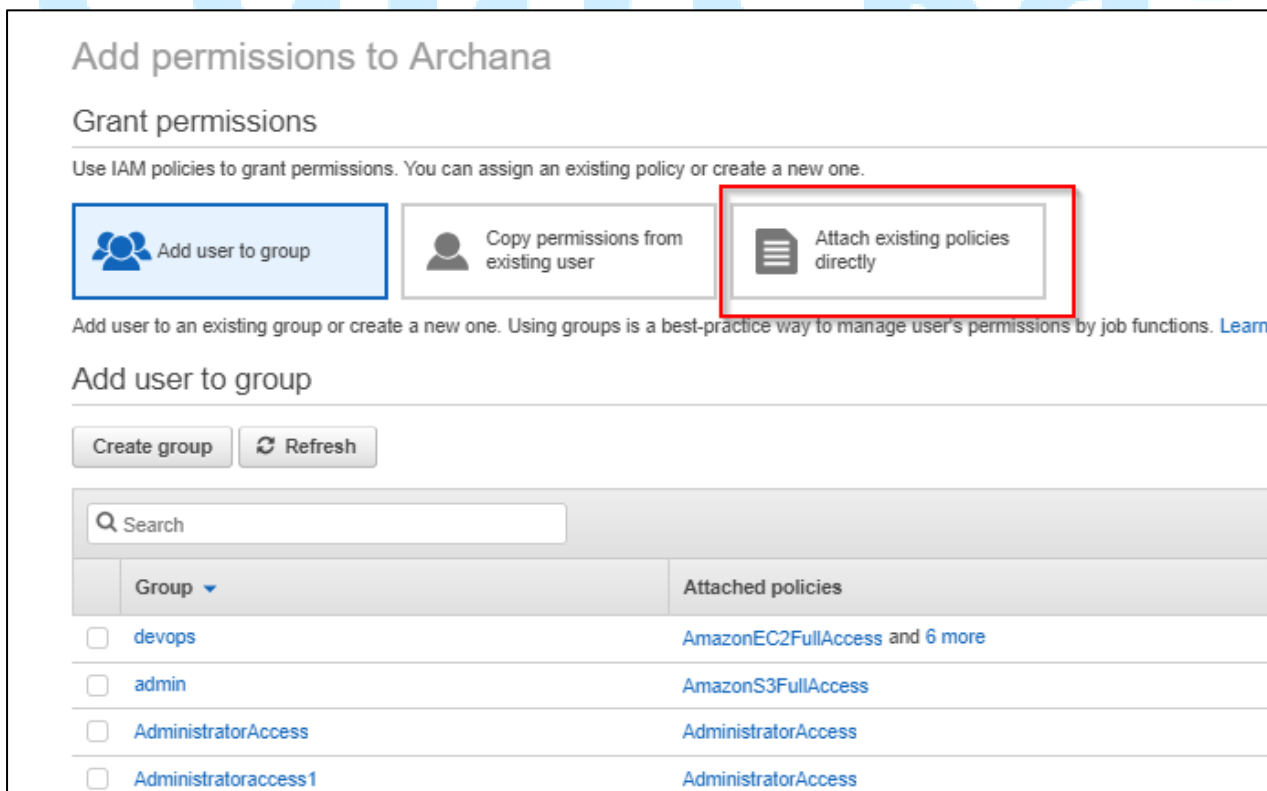 Add permissions to Archana
Grant permissions
Use IAM policies to grant permissions. You can assign an existing policy or create a new one.
Add user to group
Copy permissions from
existing user
Attach existing policies
directly
Add user to an existing group or create a new one. Using groups is a best-practice way to manage user's permissions by job functions. Learn
Add user to group
Create group
Refresh
Search
Group
Attached policies
devops
AmazonEC2FullAccess and 6 more
admin
AmazonS3FullAccess
AdministratorAccess
AdministratorAccess
Administratoraccess1
AdministratorAccess